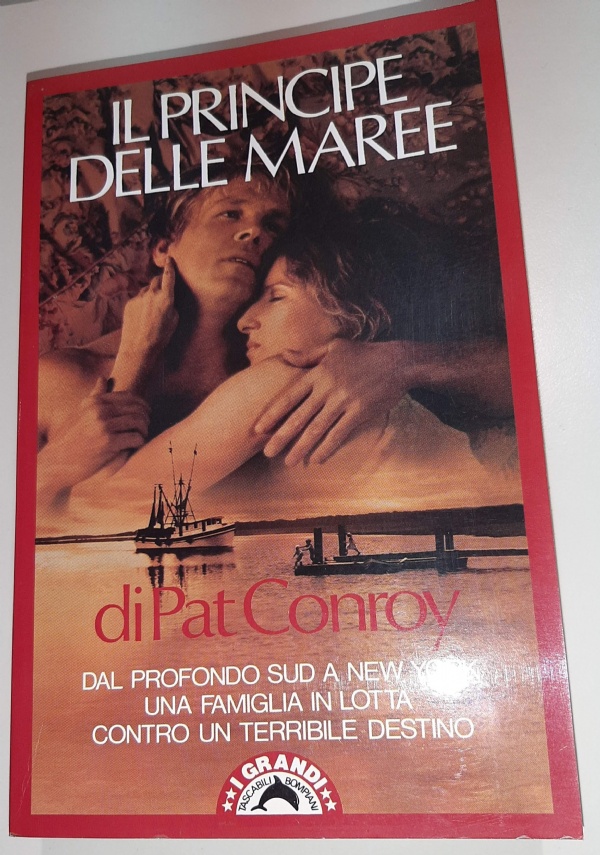 IL PRINCIPE
DELLE MAREE
di Pat Conroy
DAL PROFONDO SUD A NEW YORK
UNA FAMIGLIA IN LOTTA
CONTRO UN TERRIBILE DESTINO
I GRANDI
TASCABILI BOMPIANI